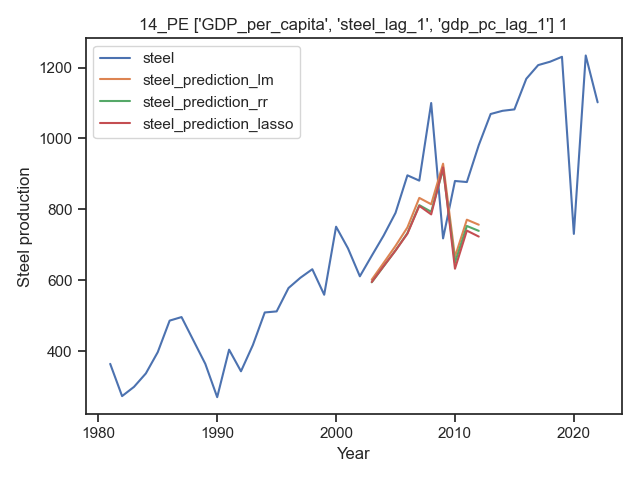 14_PE ['GDP_per_capita', 'steel_lag_1', 'gdp_pc_lag_1'] 1
steel
steel_prediction_lm
steel_prediction_rr
steel_prediction_lasso
Steel production
1200
1000
800
600
400
1980
1990
2000
2010
2020
Year